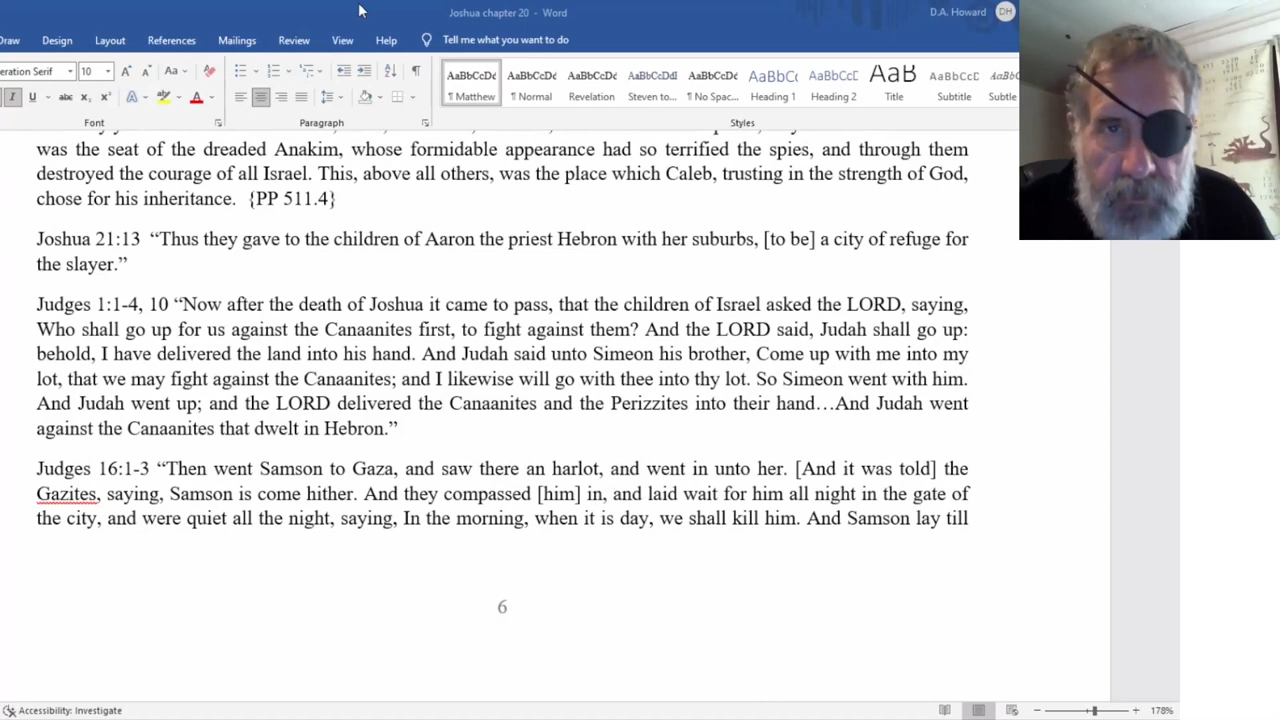 Joshua chapter 20 - Word
D.A. Howard
DH
Draw Design Layout References Mailings Review View Help Tell me what you want to do
eration Serif 10 Aa
AaBbCcDc AaBbCcDc AaBbCcDc AaBbCcDdI AaBbCcDc AaBbCc AaBbCcD AaB AaBbCcD
Matthew Normal Revelation Steven to... No Spac... Heading 1 Heading 2 Title Subtitle Subtle
Font Paragraph Styles
was the seat of the dreaded Anakim, whose formidable appearance had so terrified the spies, and through them
destroyed the courage of all Israel. This, above all others, was the place which Caleb, trusting in the strength of God,
chose for his inheritance. {PP 511.4}
Joshua 21:13 “Thus they gave to the children of Aaron the priest Hebron with her suburbs, [to be] a city of refuge for
the slayer.”
Judges 1:1-4, 10 “Now after the death of Joshua it came to pass, that the children of Israel asked the LORD, saying,
Who shall go up for us against the Canaanites first, to fight against them? And the LORD said, Judah shall go up:
behold, I have delivered the land into his hand. And Judah said unto Simeon his brother, Come up with me into my
lot, that we may fight against the Canaanites; and I likewise will go with thee into thy lot. So Simeon went with him.
And Judah went up; and the LORD delivered the Canaanites and the Perizzites into their hand…And Judah went
against the Canaanites that dwelt in Hebron.”
Judges 16:1-3 “Then went Samson to Gaza, and saw there an harlot, and went in unto her. [And it was told] the
Gazites, saying, Samson is come hither. And they compassed [him] in, and laid wait for him all night in the gate of
the city, and were quiet all the night, saying, In the morning, when it is day, we shall kill him. And Samson lay till
6
Accessibility: Investigate
178%